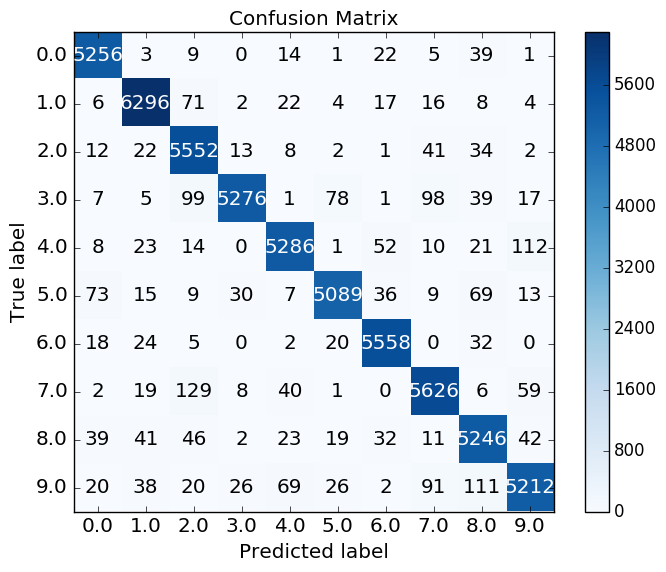 Confusion Matrix
0.0 5256 3 9 0 14 1 22 5 39 1
1.0 6 6296 71 2 22 4 17 16 8 4
2.0 12 22 5552 13 8 2 1 41 34 2
3.0 7 5 99 5276 1 78 1 98 39 17
4.0 8 23 14 0 5286 1 52 10 21 112
5.0 73 15 9 30 7 5089 36 9 69 13
6.0 18 24 5 0 2 20 5558 0 32 0
7.0 2 19 129 8 40 1 0 5626 6 59
8.0 39 41 46 2 23 19 32 11 5246 42
9.0 20 38 20 26 69 26 2 91 111 5212
0.0 1.0 2.0 3.0 4.0 5.0 6.0 7.0 8.0 9.0
Predicted label
True label
5600
4800
4000
3200
2400
1600
800
0